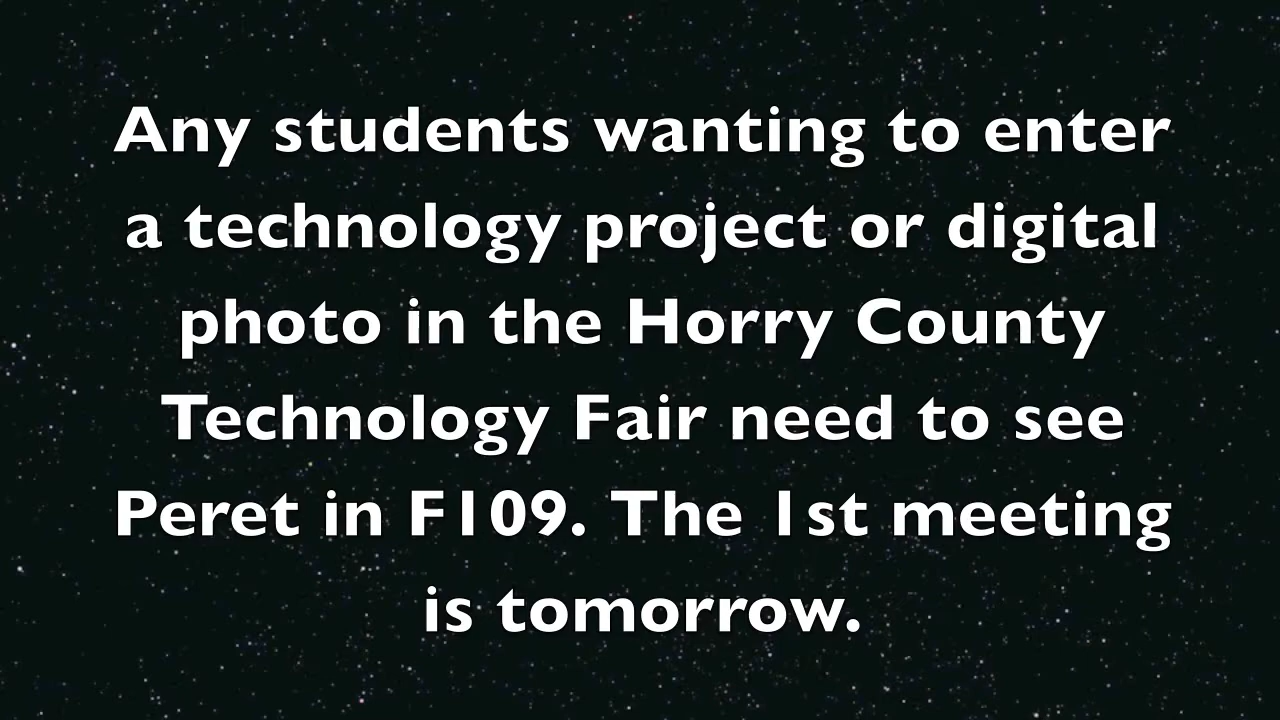 Any students wanting to enter
a technology project or digital
photo in the Horry County
Technology Fair need to see
Peret in F109. The 1st meeting
is tomorrow.